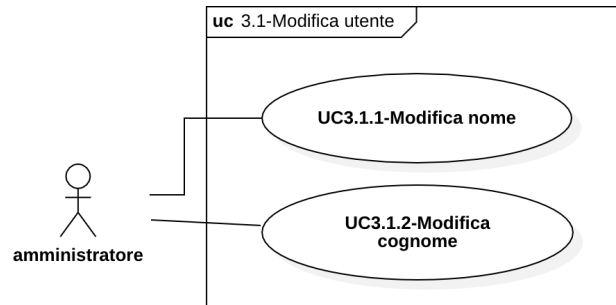 uc 3.1-Modifica utente
UC3.1.1-Modifica nome
UC3.1.2-Modifica
cognome
amministratore